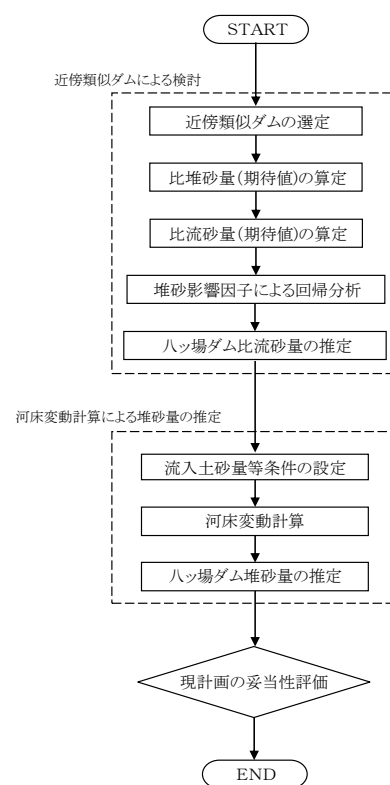 START
近傍類似ダムによる検討
近傍類似ダムの選定
比堆砂量(期待値)の算定
比流砂量(期待値)の算定
堆砂影響因子による回帰分析
八ッ場ダム比流砂量の推定
河床変動計算による堆砂量の推定
流入土砂量等条件の設定
河床変動計算
八ッ場ダム堆砂量の推定
現計画の妥当性評価
END